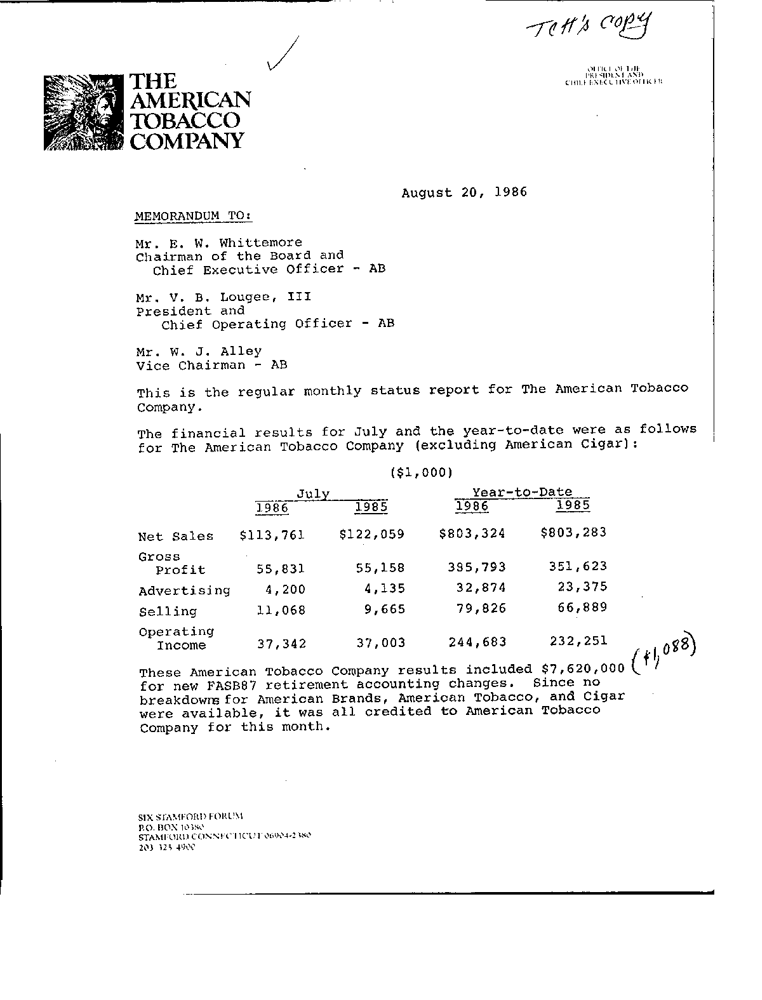 TCH's copy
OFFICE OF THE
PRESIDENT AND
CHIEF EXECUTIVE OFFICER
THE
AMERICAN
TOBACCO
COMPANY
August 20, 1986
MEMORANDUM TO:
Mr. E. W. Whittemore
Chairman of the Board and
Chief Executive Officer - AB
Mr. V. B. Lougee, III
President and
Chief Operating Officer - AB
Mr. W. J. Alley
Vice Chairman - AB
This is the regular monthly status report for The American Tobacco
Company.
The financial results for July and the year-to-date were as follows
for The American Tobacco Company (excluding American Cigar):
($1,000)
July Year-to-Date
1986 1985 1986 1985
Net Sales $113,761 $122,059 $803,324 $803,283
Gross
Profit 55,831 55,158 385,793 351,623
Advertising 4,200 4,135 32,874 23,375
Selling 11,068 9,665 79,826 66,889
Operating
Income 37,342 37,003 244,683 232,251
These American Tobacco Company results included $7,620,000 (+1,088)
for new FASB87 retirement accounting changes. Since no
breakdowns for American Brands, American Tobacco, and Cigar
were available, it was all credited to American Tobacco
Company for this month.
SIX STAMFORD FORUM
P.O. BOX 10380
STAMFORD CONNECTICUT 06904-2380
203 325 4900